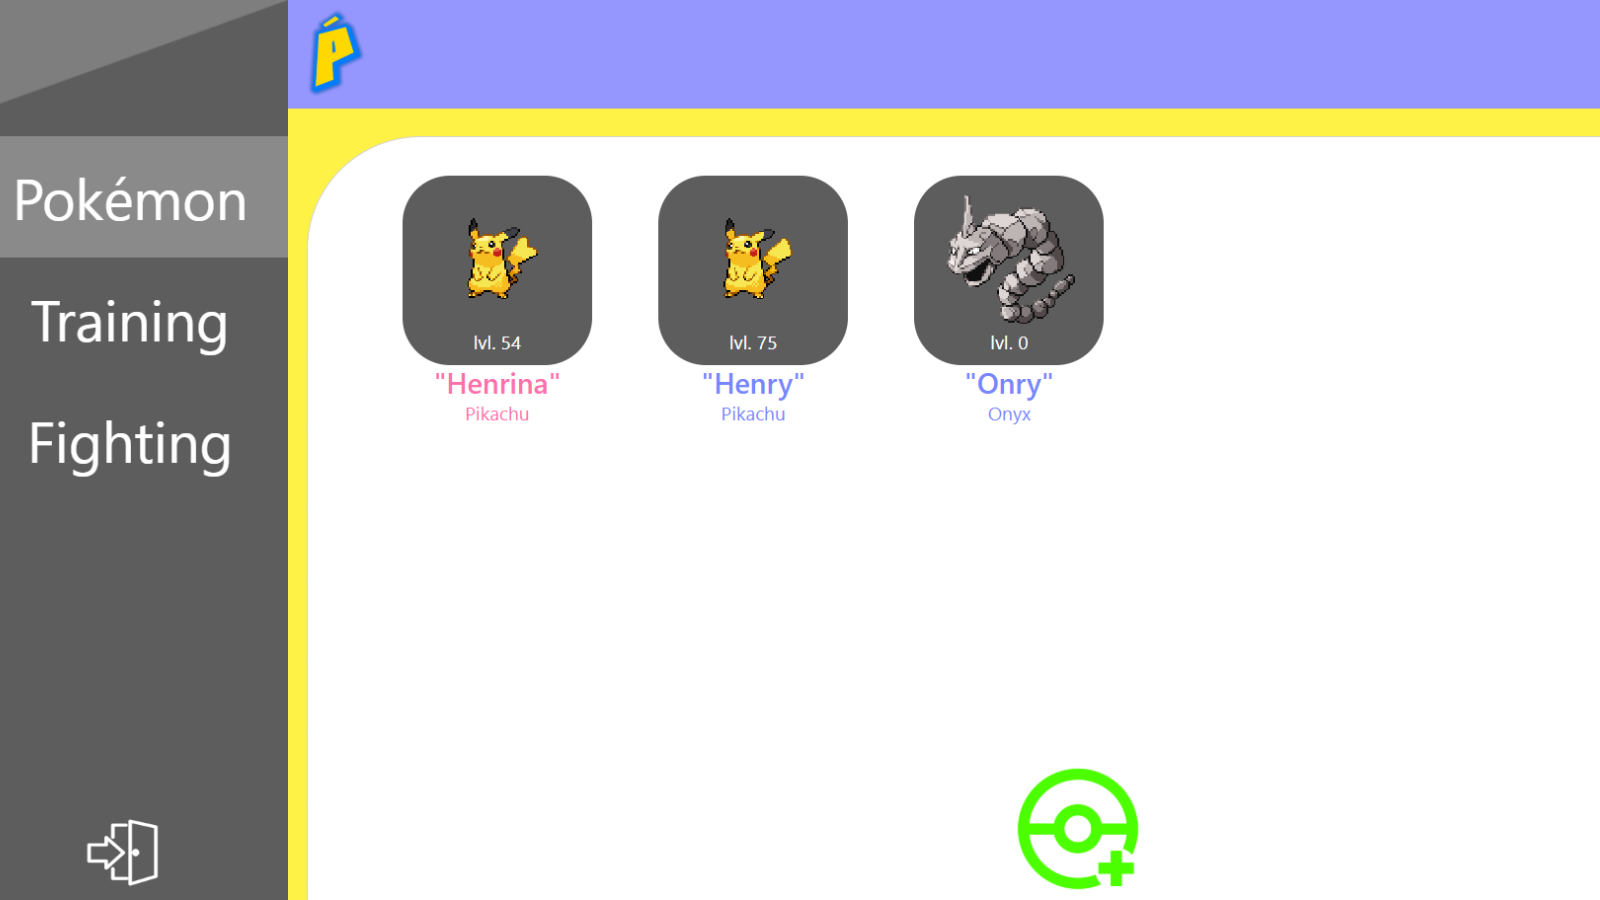 Ṕ
Pokémon
Training
Fighting
lvl. 54
"Henrina"
Pikachu
lvl. 75
"Henry"
Pikachu
lvl. 0
"Onry"
Onyx